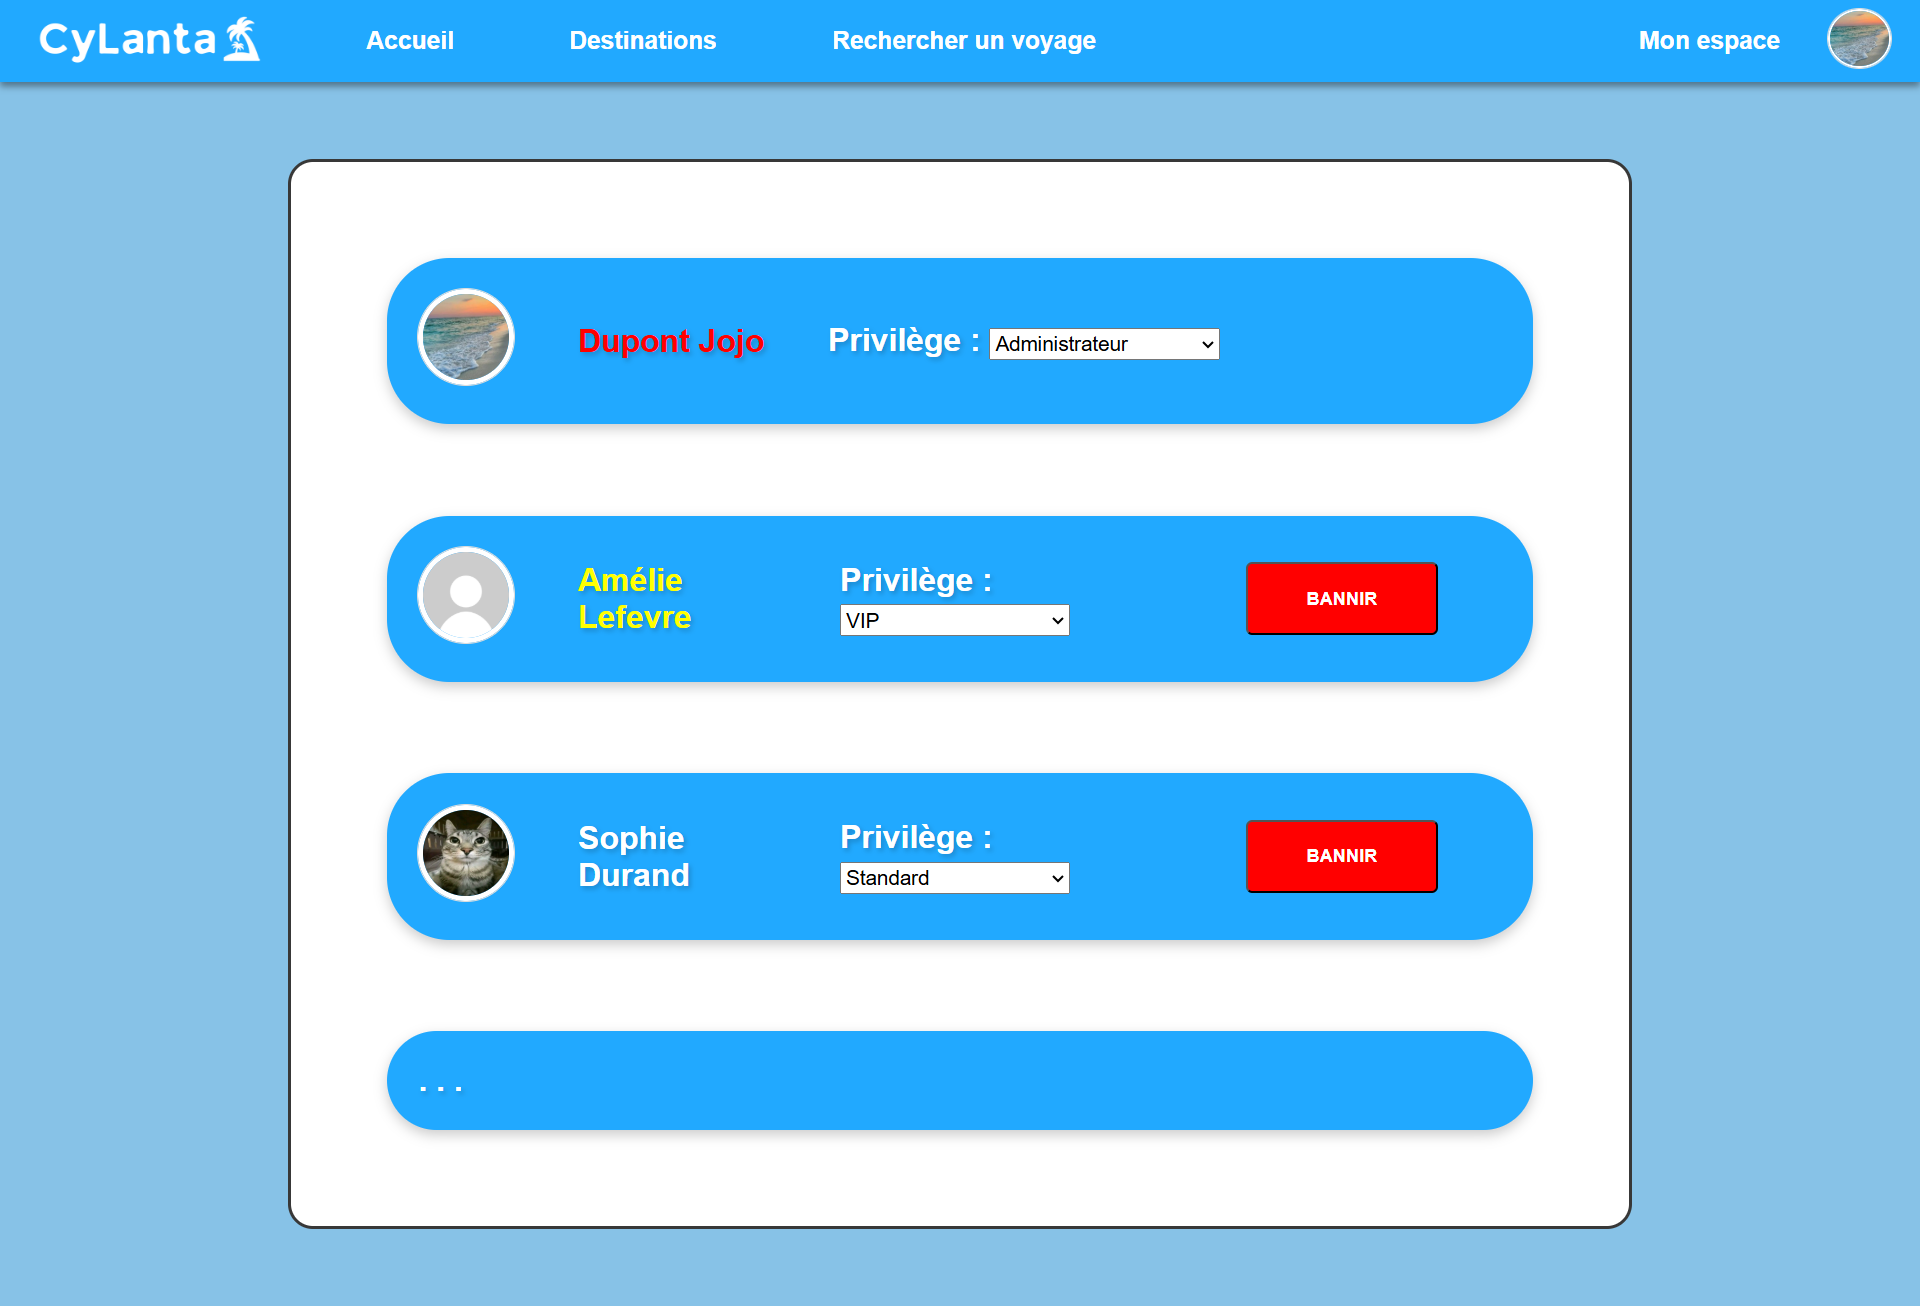 CyLanta
Accueil
Destinations
Rechercher un voyage
Mon espace
Dupont Jojo
Privilège :
Administrateur
Amélie
Lefevre
Privilège :
VIP
BANNIR
Sophie
Durand
Privilège :
Standard
BANNIR
. . .